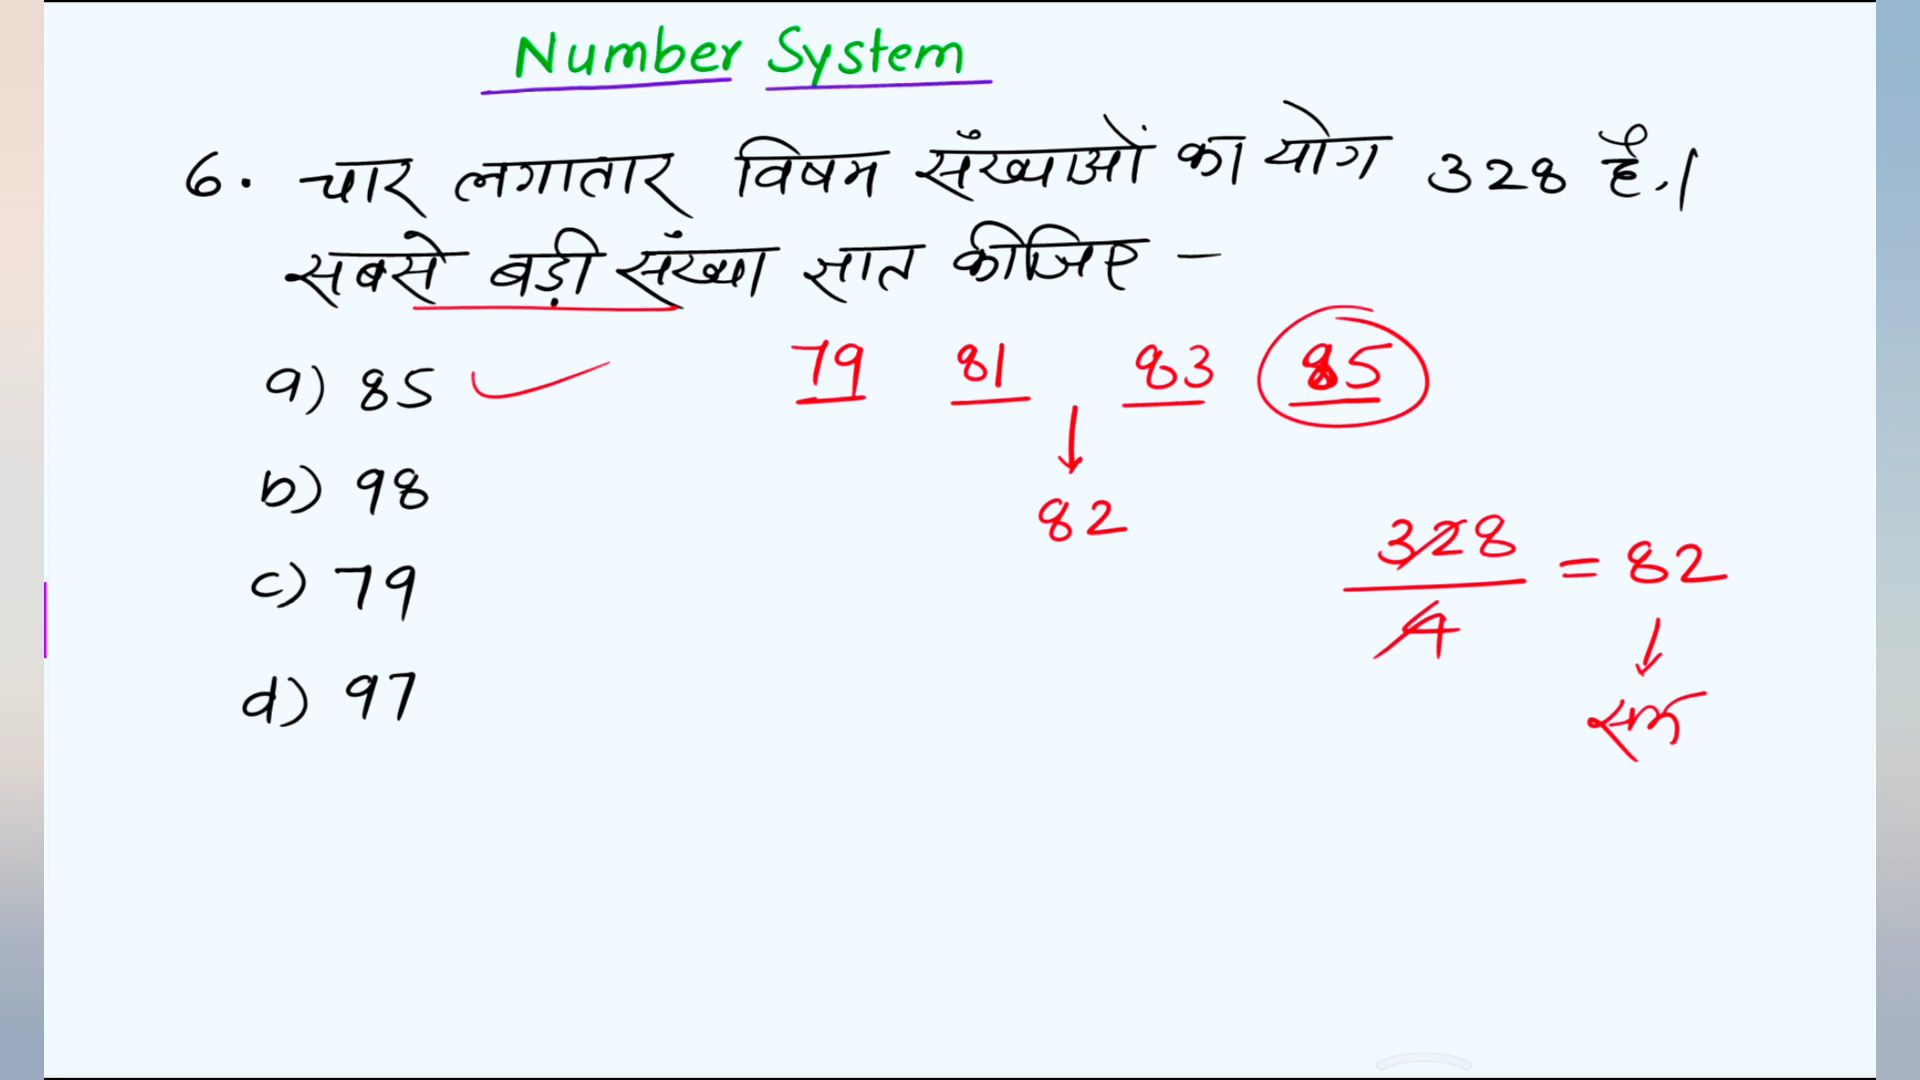 Number System
6. चार लगातार विषम संख्याओं का योग 328 है।
सबसे बड़ी संख्या ज्ञात कीजिए -
a) 85
79 81 83 85
82
b) 98
328/4 = 82
c) 79
d) 97